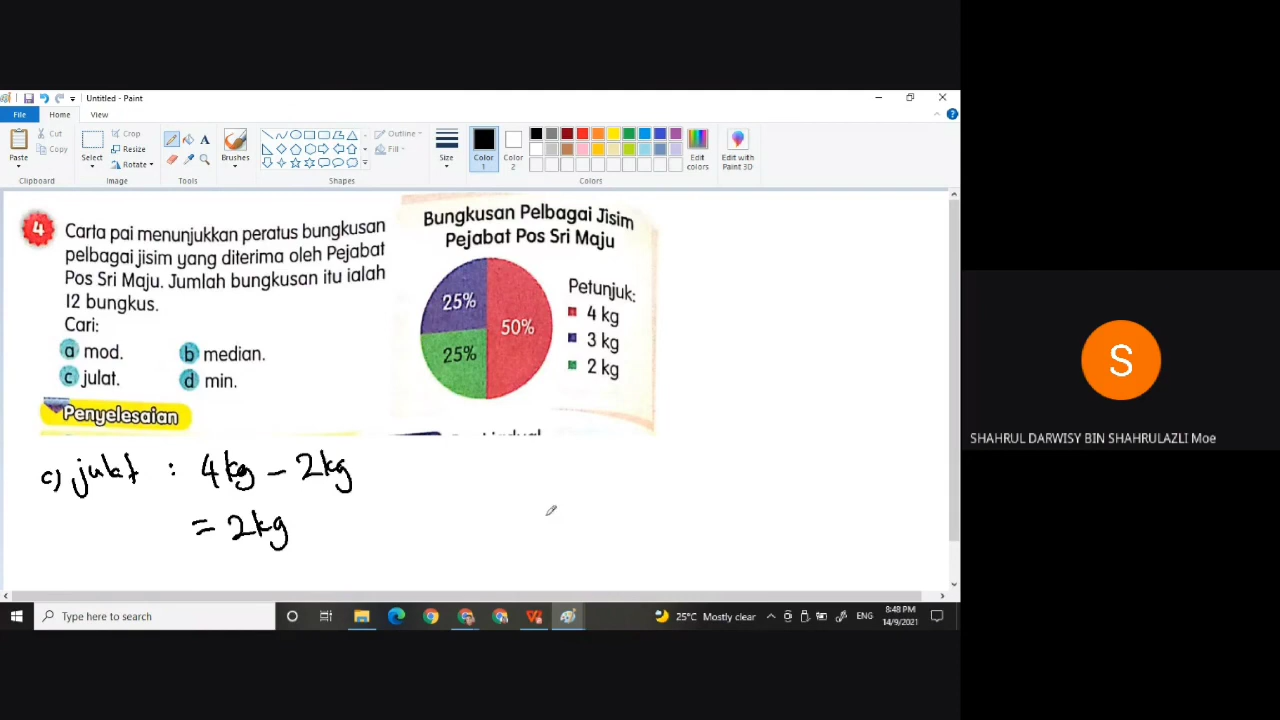 Untitled - Paint
File Home View
Paste
Cut
Copy
Clipboard
Select
Crop
Resize
Rotate
Image
Tools
Brushes
Shapes
Outline
Fill
Size
Color 1
Color 2
Edit colors
Edit with Paint 3D
Colors
4
Carta pai menunjukkan peratus bungkusan
pelbagai jisim yang diterima oleh Pejabat
Pos Sri Maju. Jumlah bungkusan itu ialah
12 bungkus.
Cari:
a mod. b median.
c julat. d min.
Penyelesaian
Bungkusan Pelbagai Jisim
Pejabat Pos Sri Maju
25%
50%
25%
Petunjuk:
4 kg
3 kg
2 kg
c) julat : 4kg - 2kg
= 2kg
Type here to search
25°C Mostly clear
ENG
8:48 PM
14/9/2021
S
SHAHRUL DARWISY BIN SHAHRULAZLI Moe